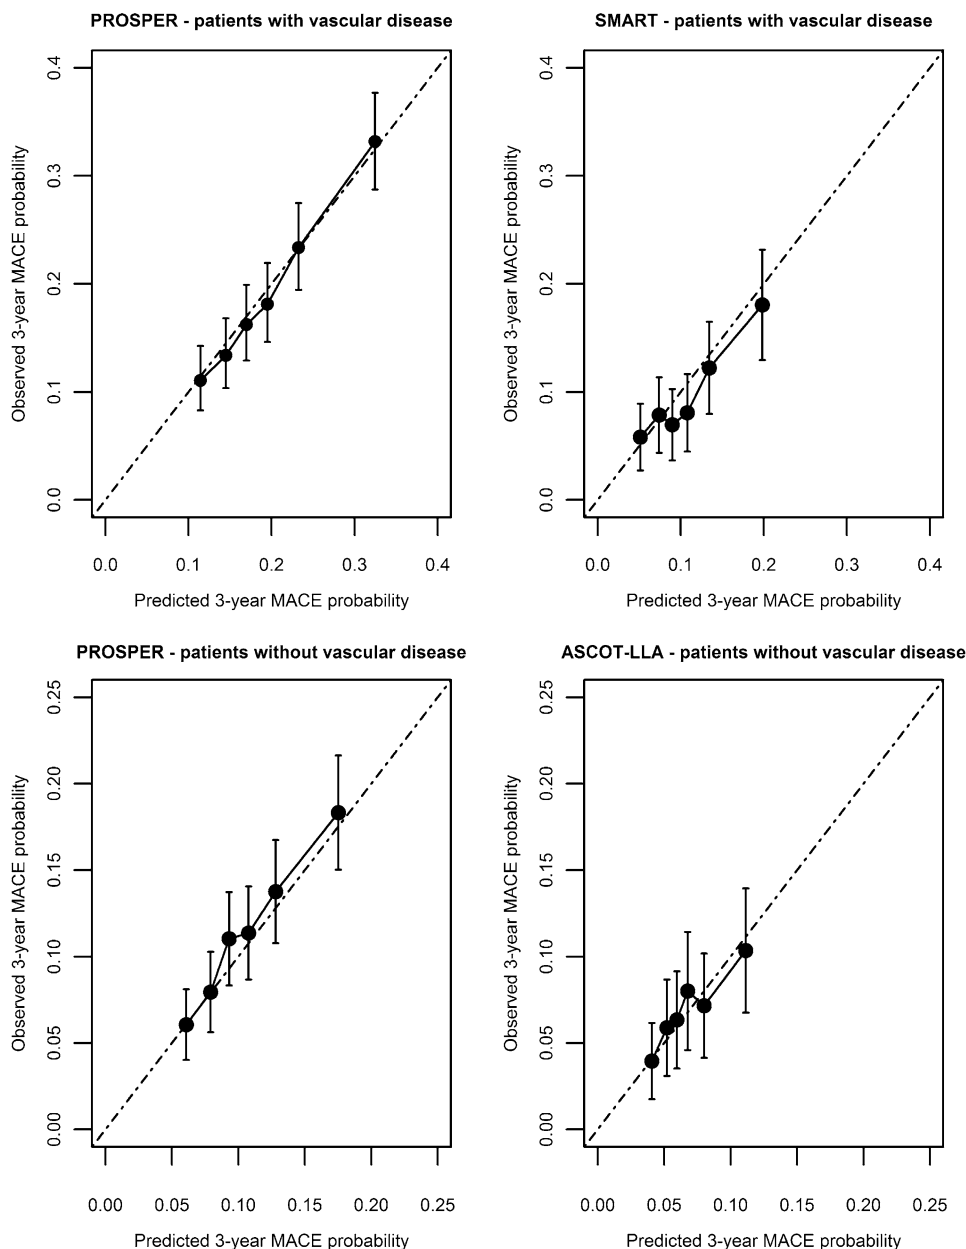 PROSPER - patients with vascular disease
Observed 3-year MACE probability
0.4
0.3
0.2
0.1
0.0
0.0 0.1 0.2 0.3 0.4
Predicted 3-year MACE probability
SMART - patients with vascular disease
Observed 3-year MACE probability
0.4
0.3
0.2
0.1
0.0
0.0 0.1 0.2 0.3 0.4
Predicted 3-year MACE probability
PROSPER - patients without vascular disease
Observed 3-year MACE probability
0.25
0.20
0.15
0.10
0.05
0.00
0.00 0.05 0.10 0.15 0.20 0.25
Predicted 3-year MACE probability
ASCOT-LLA - patients without vascular disease
Observed 3-year MACE probability
0.25
0.20
0.15
0.10
0.05
0.00
0.00 0.05 0.10 0.15 0.20 0.25
Predicted 3-year MACE probability